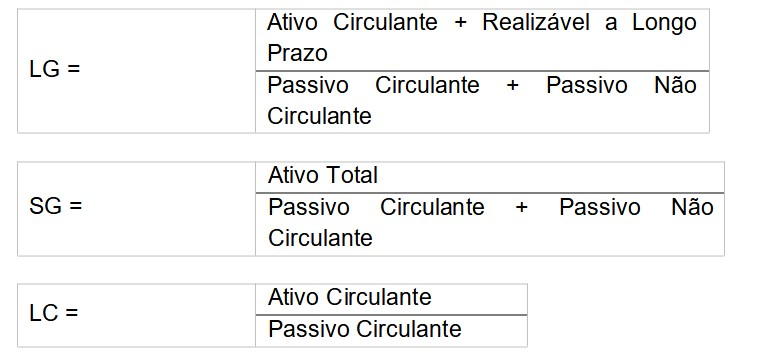 LG =
Ativo Circulante + Realizável a Longo
Prazo
Passivo Circulante + Passivo Não
Circulante
SG =
Ativo Total
Passivo Circulante + Passivo Não
Circulante
LC =
Ativo Circulante
Passivo Circulante